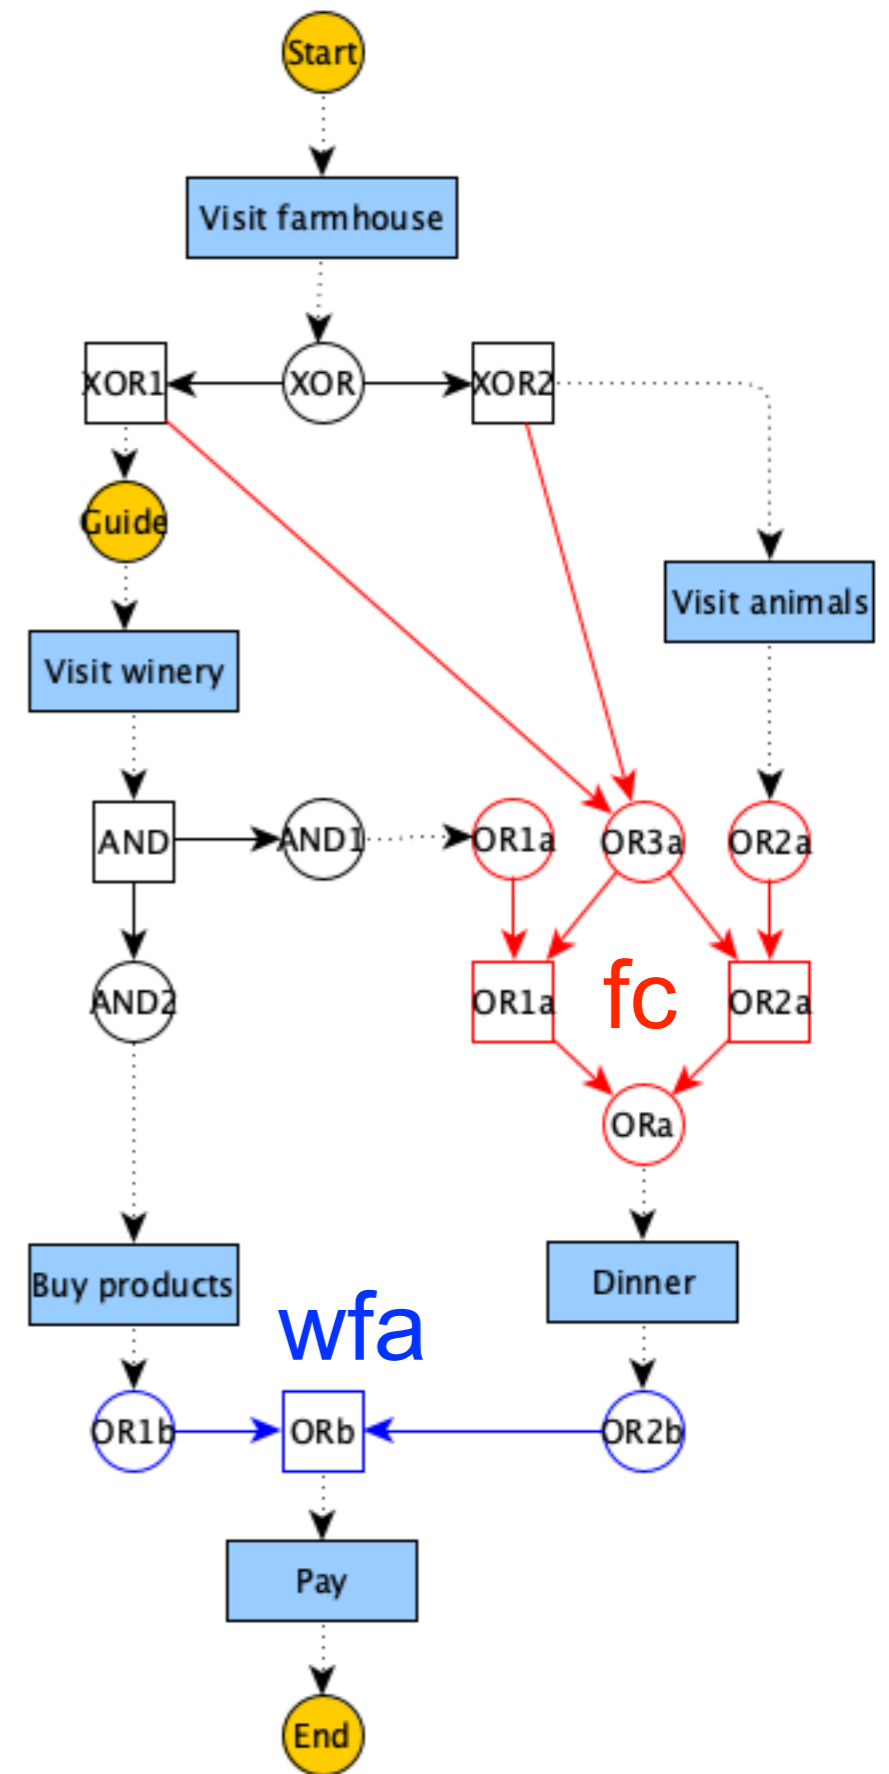 Start
Visit farmhouse
XOR1
XOR
XOR2
Guide
Visit animals
Visit winery
AND
AND1
OR1a
OR3a
OR2a
AND2
OR1a
fc
OR2a
ORa
Buy products
wfa
Dinner
OR1b
ORb
OR2b
Pay
End